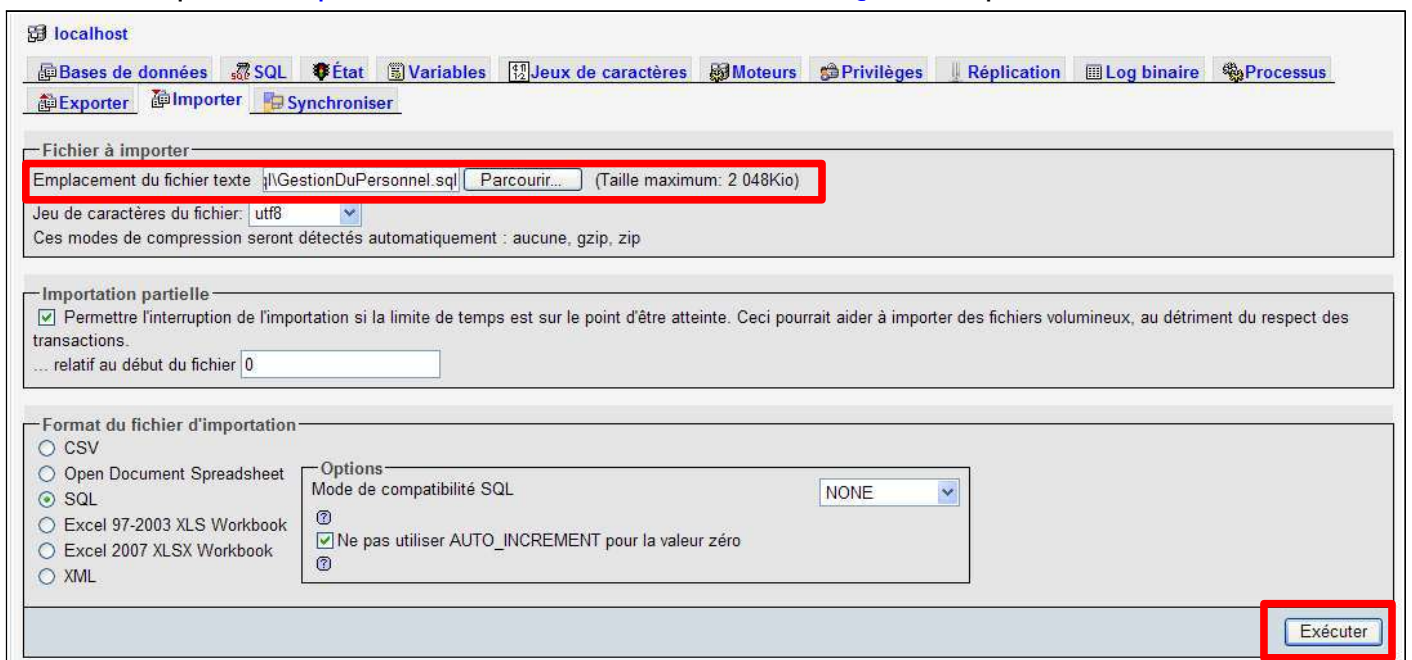 localhost
Bases de données SQL État Variables Jeux de caractères Moteurs Privilèges Réplication Log binaire Processus
Exporter Importer Synchroniser
Fichier à importer
Emplacement du fichier texte ql\GestionDuPersonnel.sql Parcourir... (Taille maximum: 2 048Kio)
Jeu de caractères du fichier: utf8
Ces modes de compression seront détectés automatiquement : aucune, gzip, zip
Importation partielle
Permettre l'interruption de l'importation si la limite de temps est sur le point d'être atteinte. Ceci pourrait aider à importer des fichiers volumineux, au détriment du respect des
transactions.
... relatif au début du fichier 0
Format du fichier d'importation
CSV
Open Document Spreadsheet
SQL
Excel 97-2003 XLS Workbook
Excel 2007 XLSX Workbook
XML
Options
Mode de compatibilité SQL NONE
Ne pas utiliser AUTO_INCREMENT pour la valeur zéro
Exécuter